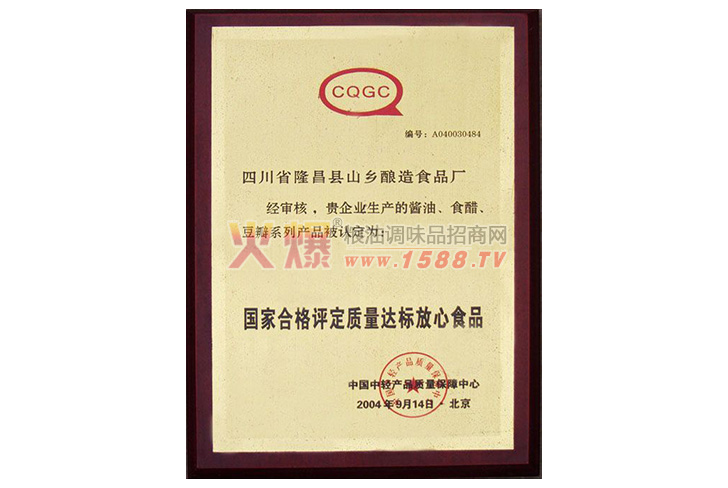 CQGC
编号：A040030484
四川省隆昌县山乡酿造食品厂
经审核，贵企业生产的酱油、食醋、
豆瓣系列产品被认定为：
火爆®粮油调味品招商网
www.1588.TV
国家合格评定质量达标放心食品
中国中轻产品质量保障中心
2004年9月14日·北京